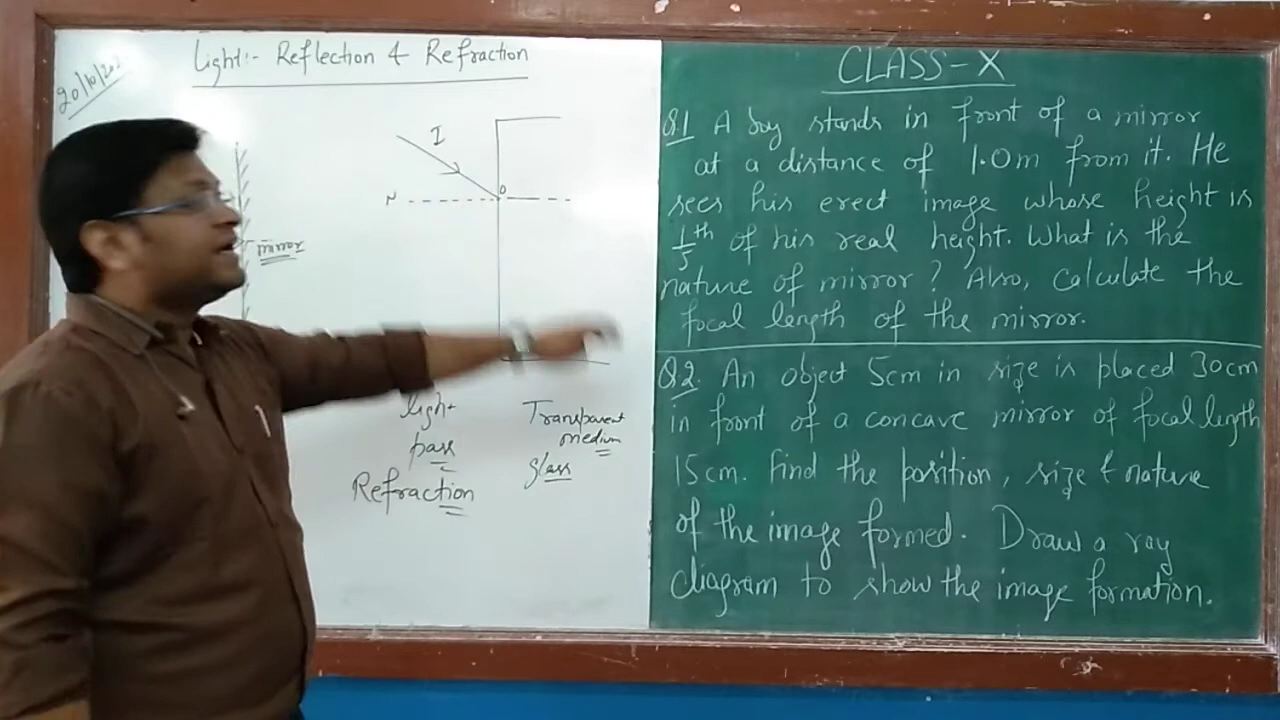 Light:- Reflection & Refraction
20/10/202
I
N
O
mirror
light
pass
Refraction
Transparent
medium
glass
CLASS-X
Q.1 A boy stands in front of a mirror
at a distance of 1.0m from it. He
sees his erect image whose height is
1/5th of his real height. What is the
nature of mirror? Also, calculate the
focal length of the mirror.
Q.2. An object 5cm in size is placed 30cm
in front of a concave mirror of focal length
15cm. Find the position, size & nature
of the image formed. Draw a ray
diagram to show the image formation.